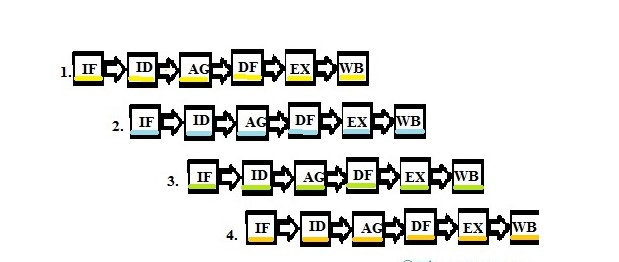 1. IF ID AG DF EX WB
2. IF ID AG DF EX WB
3. IF ID AG DF EX WB
4. IF ID AG DF EX WB